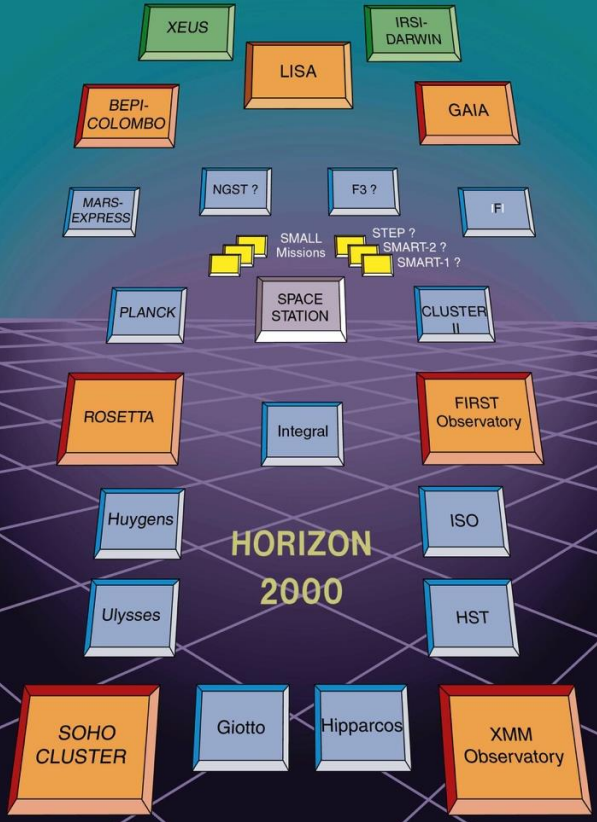 XEUS
IRSI-
DARWIN
LISA
BEPI-
COLOMBO
GAIA
MARS-
EXPRESS
NGST ?
F3 ?
F
SMALL
Missions
STEP ?
SMART-2 ?
SMART-1 ?
PLANCK
SPACE
STATION
CLUSTER
II
ROSETTA
Integral
FIRST
Observatory
Huygens
ISO
HORIZON
2000
Ulysses
HST
SOHO
CLUSTER
Giotto
Hipparcos
XMM
Observatory